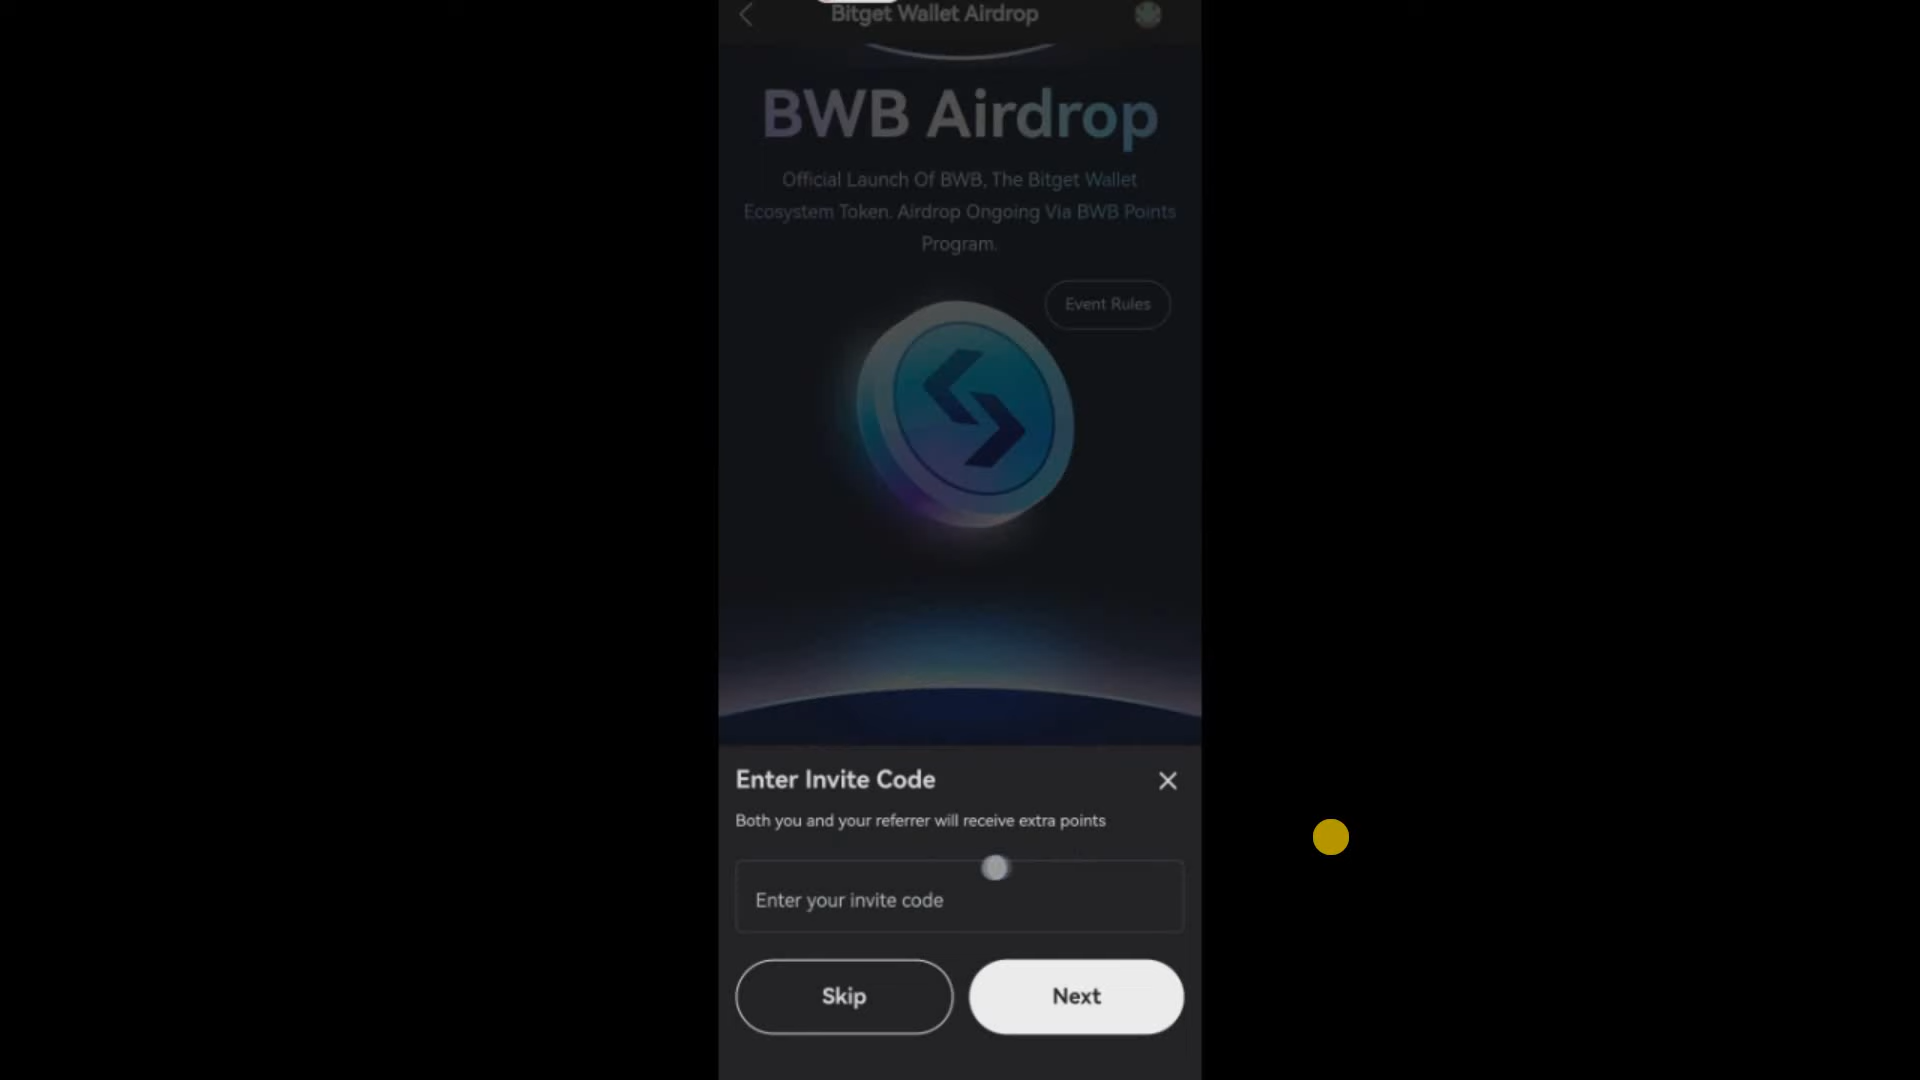 Bitget Wallet Airdrop
BWB Airdrop
Official Launch Of BWB, The Bitget Wallet
Ecosystem Token. Airdrop Ongoing Via BWB Points
Program.
Event Rules
Enter Invite Code
Both you and your referrer will receive extra points
Enter your invite code
Skip
Next